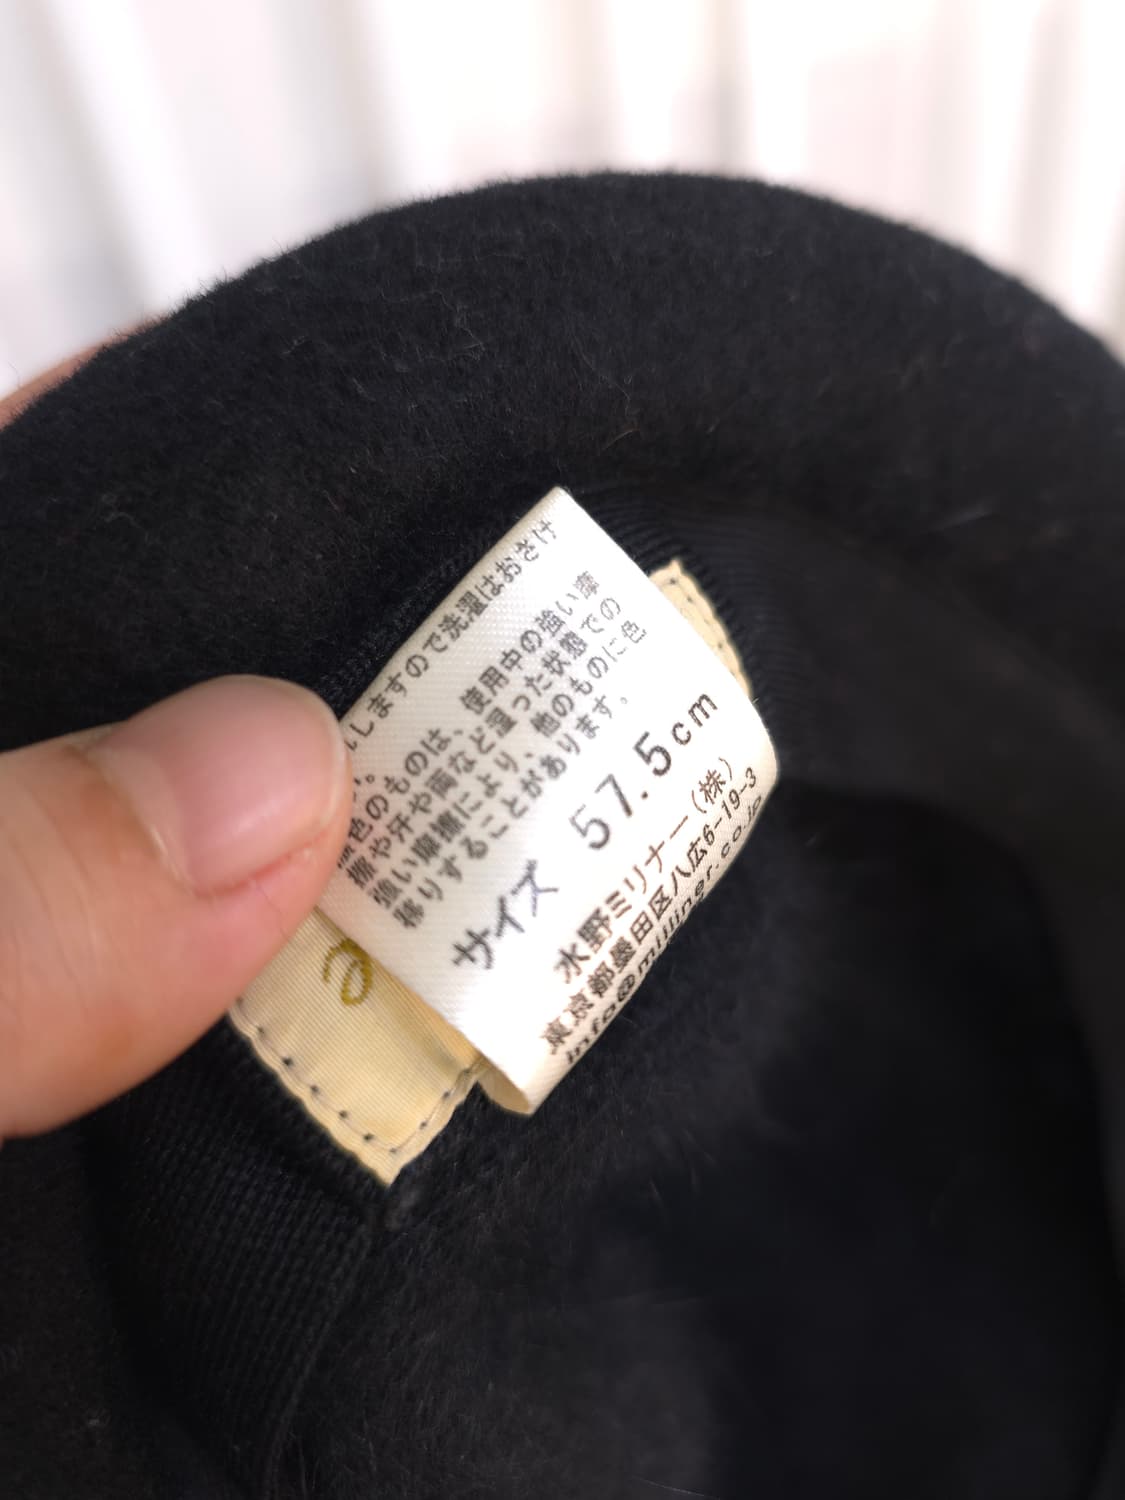 しますので洗濯はおさけ
色のものは、使用中の強い摩
擦や汗や雨など湿った状態での
強い摩擦により、他のものに色
移りすることがあります。
サイズ 57.5cm
水野ミリナー(株)
東京都墨田区八広6-19-3
info@milliner.co.jp
e